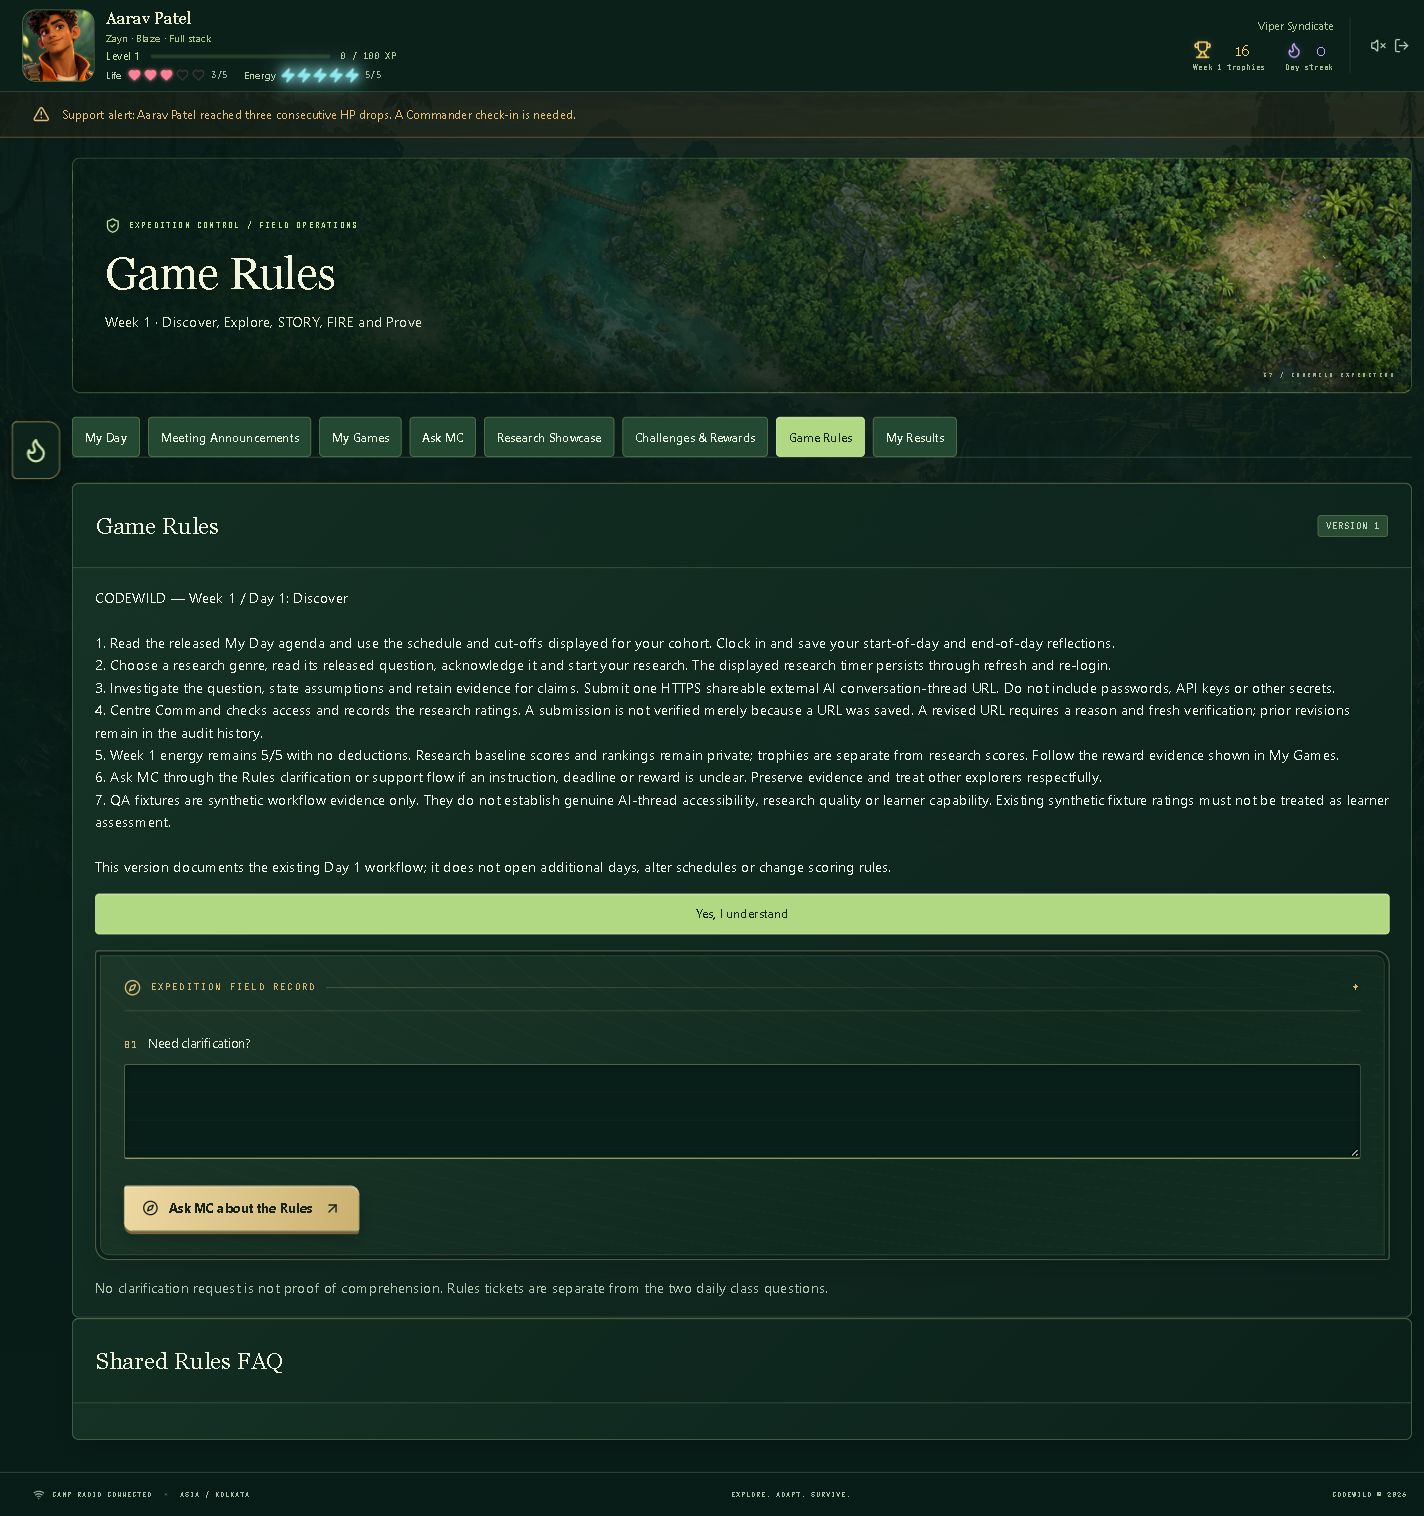 Aarav Patel
Zayn · Blaze · Full stack
Level 1 0 / 100 XP
Life 3/5 Energy 5/5
Viper Syndicate
16 0
Week 1 trophies Day streak
Support alert: Aarav Patel reached three consecutive HP drops. A Commander check-in is needed.
EXPEDITION CONTROL / FIELD OPERATIONS
Game Rules
Week 1 · Discover, Explore, STORY, FIRE and Prove
/ CODEWILD EXPEDITION
My Day Meeting Announcements My Games Ask MC Research Showcase Challenges & Rewards Game Rules My Results
Game Rules
VERSION 1
CODEWILD — Week 1 / Day 1: Discover
1. Read the released My Day agenda and use the schedule and cut-offs displayed for your cohort. Clock in and save your start-of-day and end-of-day reflections.
2. Choose a research genre, read its released question, acknowledge it and start your research. The displayed research timer persists through refresh and re-login.
3. Investigate the question, state assumptions and retain evidence for claims. Submit one HTTPS shareable external AI conversation-thread URL. Do not include passwords, API keys or other secrets.
4. Centre Command checks access and records the research ratings. A submission is not verified merely because a URL was saved. A revised URL requires a reason and fresh verification; prior revisions
remain in the audit history.
5. Week 1 energy remains 5/5 with no deductions. Research baseline scores and rankings remain private; trophies are separate from research scores. Follow the reward evidence shown in My Games.
6. Ask MC through the Rules clarification or support flow if an instruction, deadline or reward is unclear. Preserve evidence and treat other explorers respectfully.
7. QA fixtures are synthetic workflow evidence only. They do not establish genuine AI-thread accessibility, research quality or learner capability. Existing synthetic fixture ratings must not be treated as learner
assessment.
This version documents the existing Day 1 workflow; it does not open additional days, alter schedules or change scoring rules.
Yes, I understand
EXPEDITION FIELD RECORD
01 Need clarification?
Ask MC about the Rules
No clarification request is not proof of comprehension. Rules tickets are separate from the two daily class questions.
Shared Rules FAQ
CAMP RADIO CONNECTED · ASIA / KOLKATA
EXPLORE. ADAPT. SURVIVE.
CODEWILD © 2026